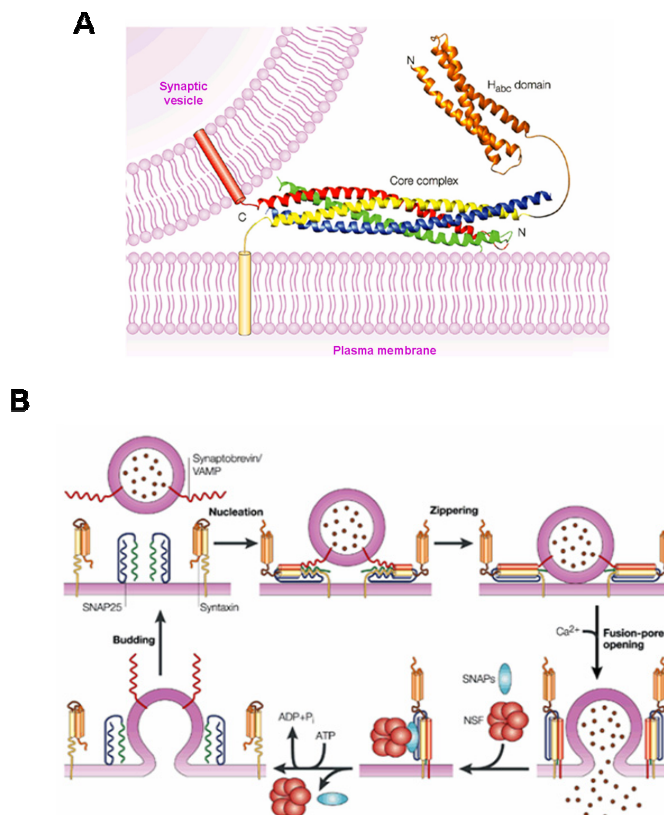 A
Synaptic
vesicle
N
Habc domain
Core complex
C
N
Plasma membrane
B
Synaptobrevin/
VAMP
Nucleation
Zippering
SNAP25
Syntaxin
Budding
Ca2+
Fusion-pore
opening
SNAPs
ADP+Pi
ATP
NSF